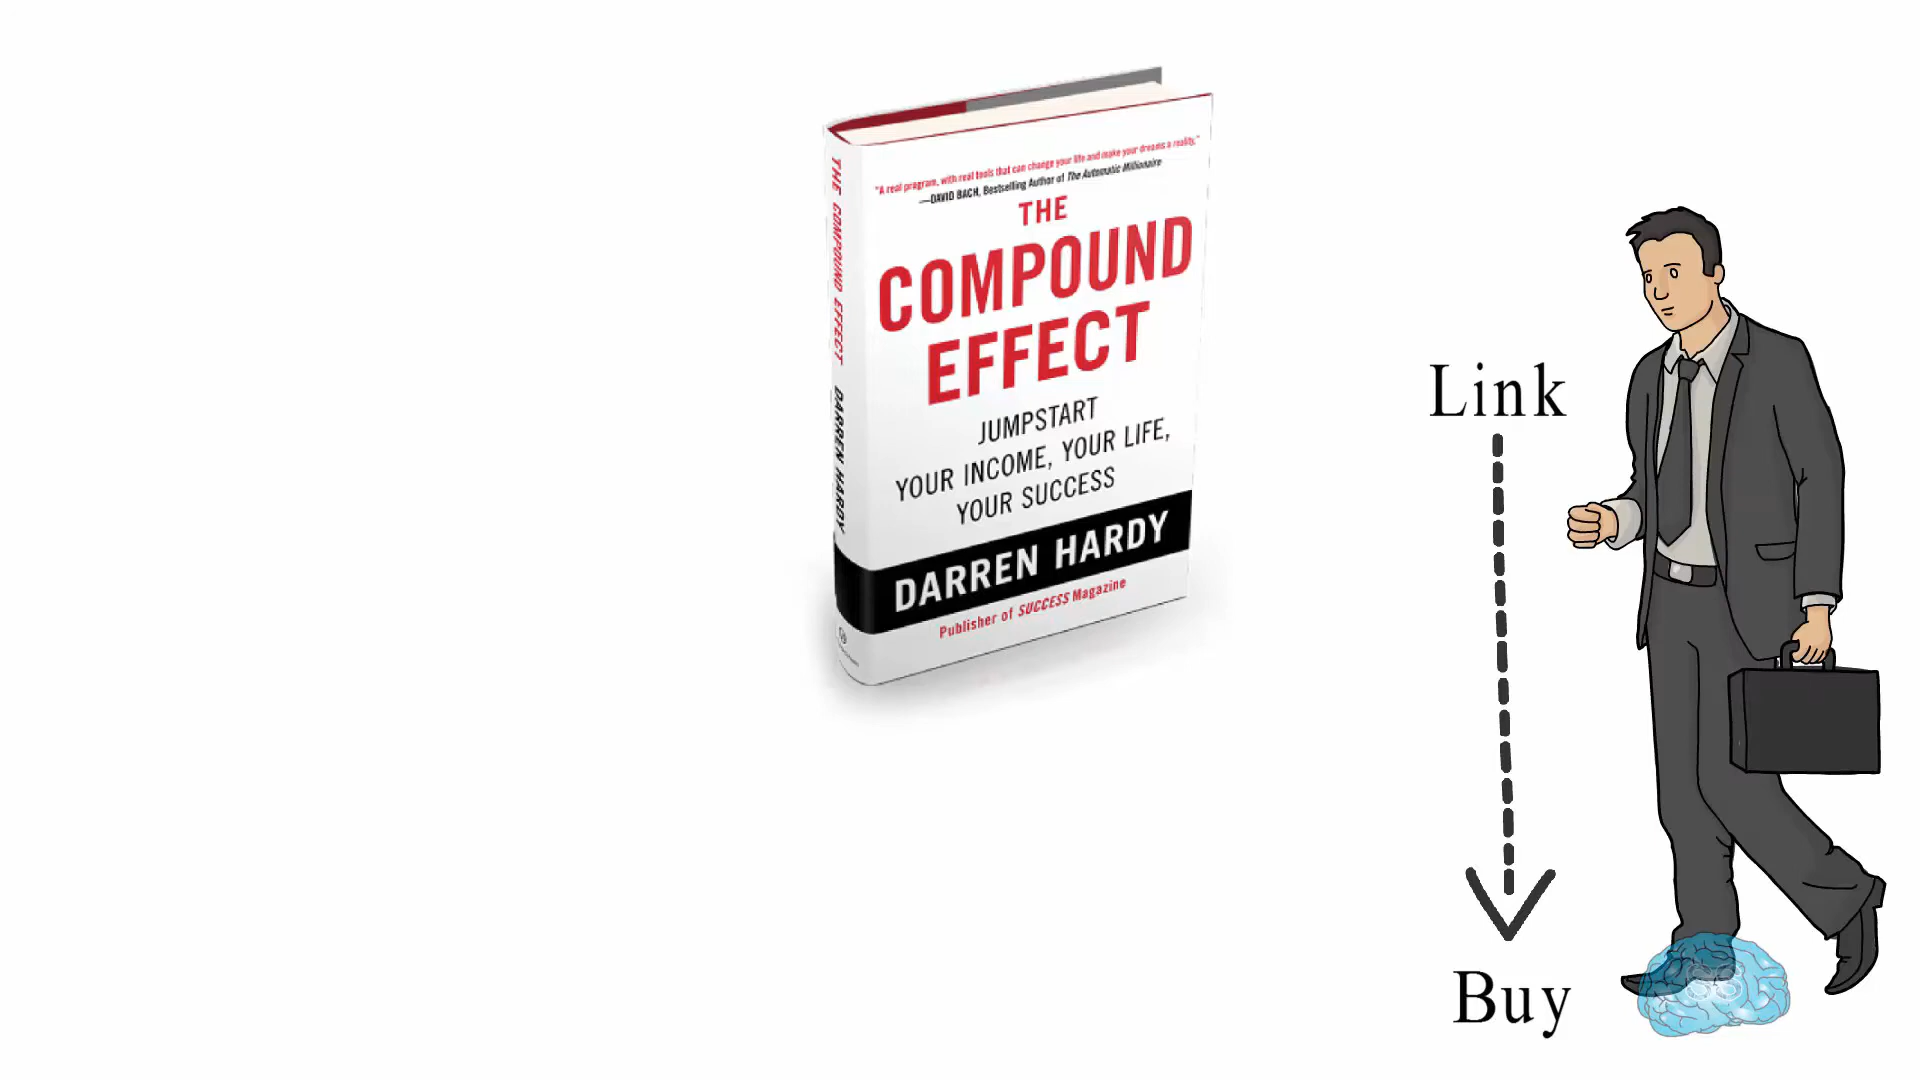 "A real program, with real tools that can change your life and make your dreams a reality."
—DAVID BACH, Bestselling Author of The Automatic Millionaire
THE
COMPOUND
EFFECT
JUMPSTART
YOUR INCOME, YOUR LIFE,
YOUR SUCCESS
DARREN HARDY
Publisher of SUCCESS Magazine
THE COMPOUND EFFECT DARREN HARDY
Link
Buy